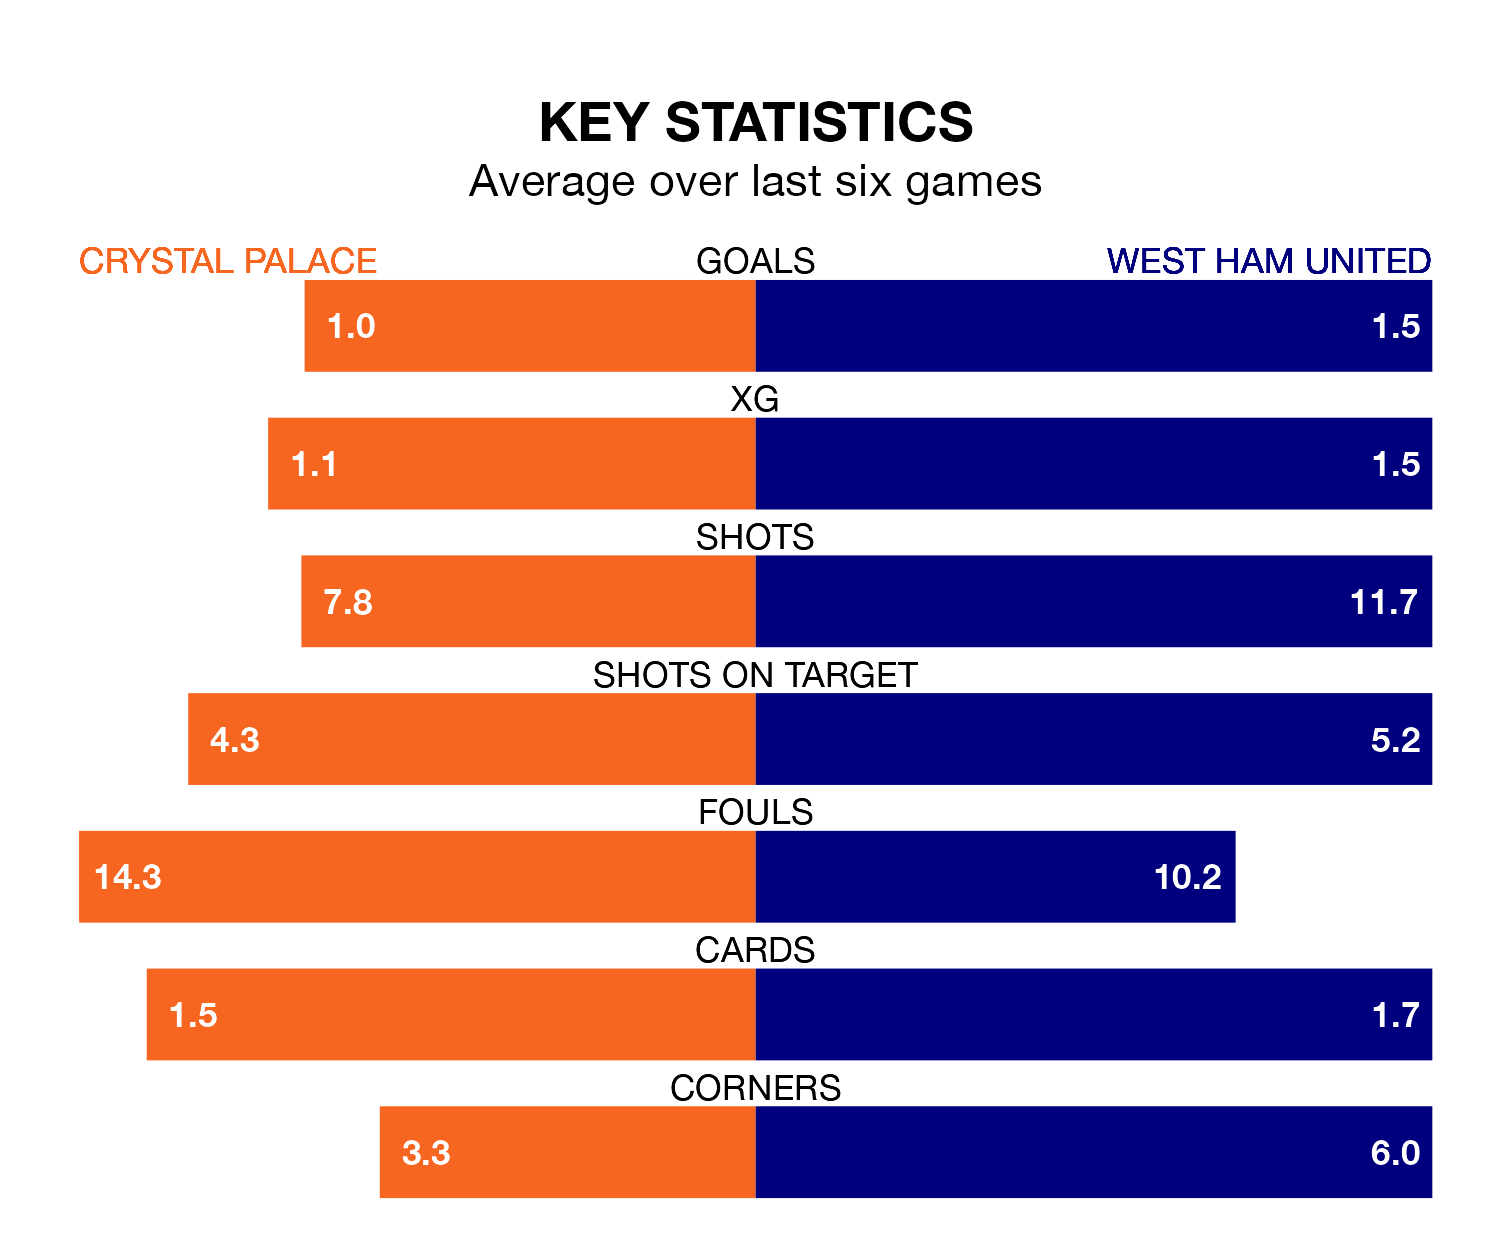 KEY STATISTICS
Average over last six games
CRYSTAL PALACE GOALS WEST HAM UNITED
1.0 1.5
XG
1.1 1.5
SHOTS
7.8 11.7
SHOTS ON TARGET
4.3 5.2
FOULS
14.3 10.2
CARDS
1.5 1.7
CORNERS
3.3 6.0